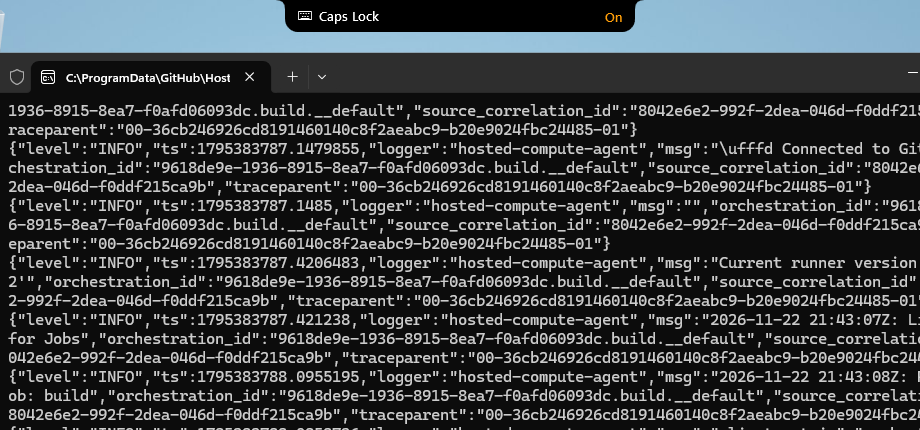 Caps Lock On
C:\ProgramData\GitHub\Host
1936-8915-8ea7-f0afd06093dc.build.__default","source_correlation_id":"8042e6e2-992f-2dea-046d-f0ddf215
raceparent":"00-36cb246926cd8191460140c8f2aeabc9-b20e9024fbc24485-01"}
{"level":"INFO","ts":1795383787.1479855,"logger":"hosted-compute-agent","msg":"\ufffd Connected to Git
chestration_id":"9618de9e-1936-8915-8ea7-f0afd06093dc.build.__default","source_correlation_id":"8042e
2dea-046d-f0ddf215ca9b","traceparent":"00-36cb246926cd8191460140c8f2aeabc9-b20e9024fbc24485-01"}
{"level":"INFO","ts":1795383787.1485,"logger":"hosted-compute-agent","msg":"","orchestration_id":"9618
6-8915-8ea7-f0afd06093dc.build.__default","source_correlation_id":"8042e6e2-992f-2dea-046d-f0ddf215ca9
eparent":"00-36cb246926cd8191460140c8f2aeabc9-b20e9024fbc24485-01"}
{"level":"INFO","ts":1795383787.4206483,"logger":"hosted-compute-agent","msg":"Current runner version
2'","orchestration_id":"9618de9e-1936-8915-8ea7-f0afd06093dc.build.__default","source_correlation_id"
2-992f-2dea-046d-f0ddf215ca9b","traceparent":"00-36cb246926cd8191460140c8f2aeabc9-b20e9024fbc24485-01"
{"level":"INFO","ts":1795383787.421238,"logger":"hosted-compute-agent","msg":"2026-11-22 21:43:07Z: Li
for Jobs","orchestration_id":"9618de9e-1936-8915-8ea7-f0afd06093dc.build.__default","source_correlatio
042e6e2-992f-2dea-046d-f0ddf215ca9b","traceparent":"00-36cb246926cd8191460140c8f2aeabc9-b20e9024fbc244
{"level":"INFO","ts":1795383788.0955195,"logger":"hosted-compute-agent","msg":"2026-11-22 21:43:08Z:
ob: build","orchestration_id":"9618de9e-1936-8915-8ea7-f0afd06093dc.build.__default","source_correlat
8042e6e2-992f-2dea-046d-f0ddf215ca9b","traceparent":"00-36cb246926cd8191460140c8f2aeabc9-b20e9024fbc24